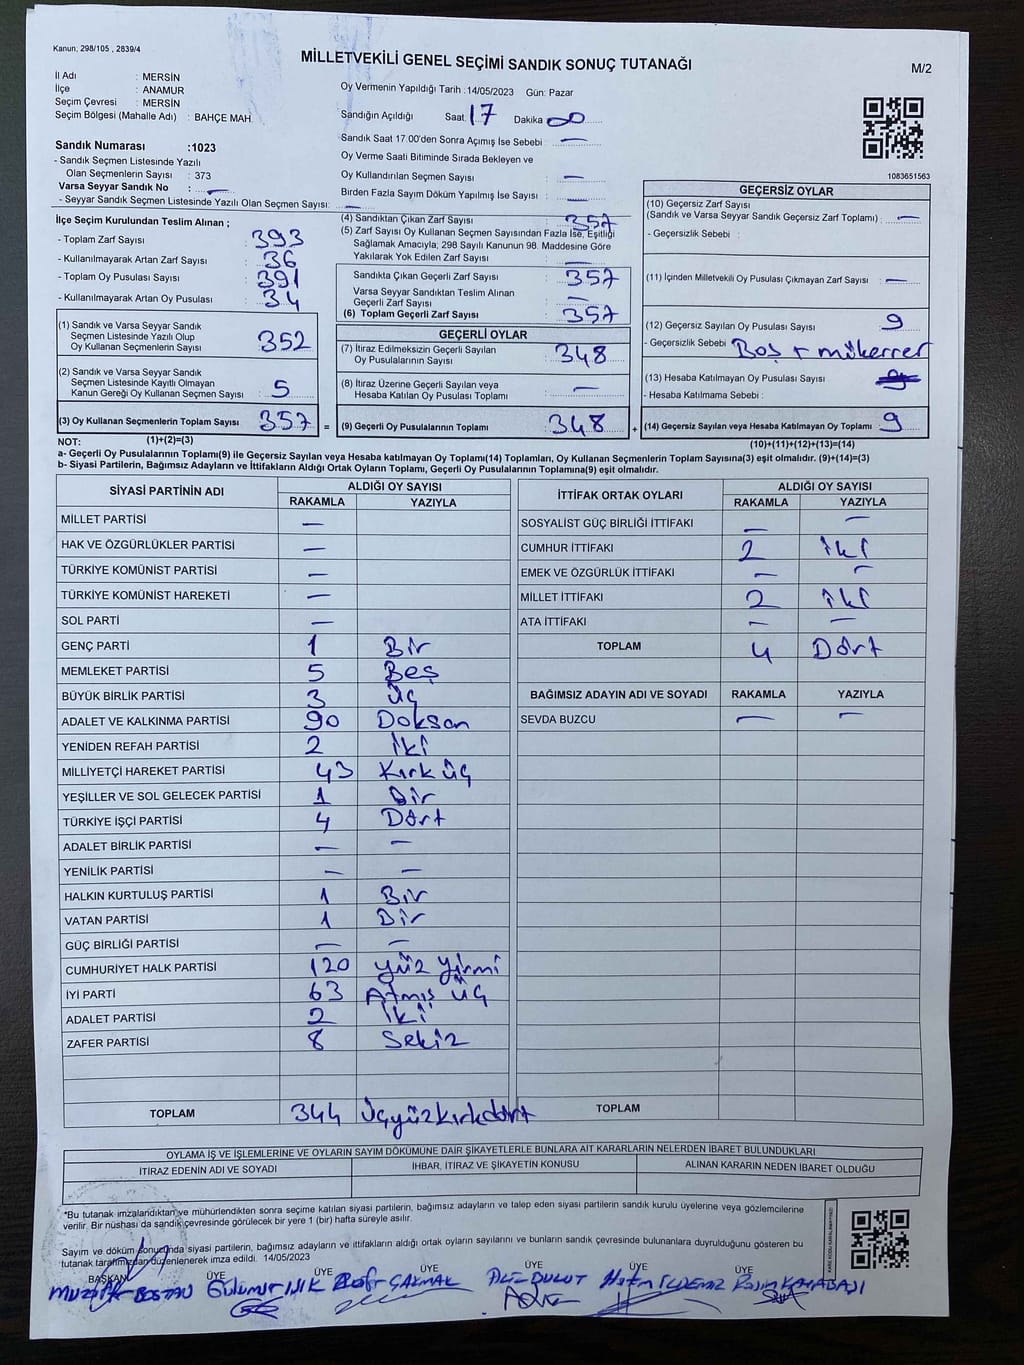 Kanun, 298/105 , 2839/4
MİLLETVEKİLİ GENEL SEÇİMİ SANDIK SONUÇ TUTANAĞI
M/2
İl Adı : MERSİN
İlçe : ANAMUR
Seçim Çevresi : MERSİN
Seçim Bölgesi (Mahalle Adı) : BAHÇE MAH.
Sandık Numarası :1023
- Sandık Seçmen Listesinde Yazılı
Olan Seçmenlerin Sayısı : 373
Varsa Seyyar Sandık No : —
- Seyyar Sandık Seçmen Listesinde Yazılı Olan Seçmen Sayısı: —
Oy Vermenin Yapıldığı Tarih :14/05/2023 Gün: Pazar
Sandığın Açıldığı Saat 17 Dakika 00
Sandık Saat 17.00'den Sonra Açımış İse Sebebi : —
Oy Verme Saati Bitiminde Sırada Bekleyen ve
Oy Kullandırılan Seçmen Sayısı : —
Birden Fazla Sayım Döküm Yapılmış İse Sayısı : —
1083651563
İlçe Seçim Kurulundan Teslim Alınan ;
- Toplam Zarf Sayısı : 393
- Kullanılmayarak Artan Zarf Sayısı : 36
- Toplam Oy Pusulası Sayısı : 391
- Kullanılmayarak Artan Oy Pusulası : 34
(1) Sandık ve Varsa Seyyar Sandık
Seçmen Listesinde Yazılı Olup
Oy Kullanan Seçmenlerin Sayısı : 352
(2) Sandık ve Varsa Seyyar Sandık
Seçmen Listesinde Kayıtlı Olmayan
Kanun Gereği Oy Kullanan Seçmen Sayısı : 5
(3) Oy Kullanan Seçmenlerin Toplam Sayısı : 357
(4) Sandıktan Çıkan Zarf Sayısı : 357
(5) Zarf Sayısı Oy Kullanan Seçmen Sayısından Fazla İse, Eşitliği
Sağlamak Amacıyla, 298 Sayılı Kanunun 98. Maddesine Göre
Yakılarak Yok Edilen Zarf Sayısı : —
Sandıkta Çıkan Geçerli Zarf Sayısı : 357
Varsa Seyyar Sandıktan Teslim Alınan
Geçerli Zarf Sayısı : —
(6) Toplam Geçerli Zarf Sayısı : 357
GEÇERLİ OYLAR
(7) İtiraz Edilmeksizin Geçerli Sayılan
Oy Pusulalarının Sayısı : 348
(8) İtiraz Üzerine Geçerli Sayılan veya
Hesaba Katılan Oy Pusulası Toplamı : —
= (9) Geçerli Oy Pusulalarının Toplamı : 348
GEÇERSİZ OYLAR
(10) Geçersiz Zarf Sayısı
(Sandık ve Varsa Seyyar Sandık Geçersiz Zarf Toplamı) : —
- Geçersizlik Sebebi :
(11) İçinden Milletvekili Oy Pusulası Çıkmayan Zarf Sayısı : —
(12) Geçersiz Sayılan Oy Pusulası Sayısı : 9
- Geçersizlik Sebebi : Boş + mükerrer
(13) Hesaba Katılmayan Oy Pusulası Sayısı :
- Hesaba Katılmama Sebebi :
+ (14) Geçersiz Sayılan veya Hesaba Katılmayan Oy Toplamı : 9
NOT: (1)+(2)=(3)
(10)+(11)+(12)+(13)=(14)
a- Geçerli Oy Pusulalarının Toplamı(9) ile Geçersiz Sayılan veya Hesaba katılmayan Oy Toplamı(14) Toplamları, Oy Kullanan Seçmenlerin Toplam Sayısına(3) eşit olmalıdır. (9)+(14)=(3)
b- Siyasi Partilerin, Bağımsız Adayların ve İttifakların Aldığı Ortak Oyların Toplamı, Geçerli Oy Pusulalarının Toplamına(9) eşit olmalıdır.
SİYASİ PARTİNİN ADI ALDIĞI OY SAYISI
RAKAMLA YAZIYLA
MİLLET PARTİSİ —
HAK VE ÖZGÜRLÜKLER PARTİSİ —
TÜRKİYE KOMÜNİST PARTİSİ —
TÜRKİYE KOMÜNİST HAREKETİ —
SOL PARTİ —
GENÇ PARTİ 1 Bir
MEMLEKET PARTİSİ 5 Beş
BÜYÜK BİRLİK PARTİSİ 3 Üç
ADALET VE KALKINMA PARTİSİ 90 Doksan
YENİDEN REFAH PARTİSİ 2 İki
MİLLİYETÇİ HAREKET PARTİSİ 43 Kırk üç
YEŞİLLER VE SOL GELECEK PARTİSİ 1 Bir
TÜRKİYE İŞÇİ PARTİSİ 4 Dört
ADALET BİRLİK PARTİSİ — —
YENİLİK PARTİSİ — —
HALKIN KURTULUŞ PARTİSİ 1 Bir
VATAN PARTİSİ 1 Bir
GÜÇ BİRLİĞİ PARTİSİ — —
CUMHURİYET HALK PARTİSİ 120 yüz yirmi
İYİ PARTİ 63 Atmış üç
ADALET PARTİSİ 2 İki
ZAFER PARTİSİ 8 Sekiz
TOPLAM 344 Üçyüzkırkdört
İTTİFAK ORTAK OYLARI ALDIĞI OY SAYISI
RAKAMLA YAZIYLA
SOSYALİST GÜÇ BİRLİĞİ İTTİFAKI — —
CUMHUR İTTİFAKI 2 İki
EMEK VE ÖZGÜRLÜK İTTİFAKI — —
MİLLET İTTİFAKI 2 İki
ATA İTTİFAKI — —
TOPLAM 4 Dört
BAĞIMSIZ ADAYIN ADI VE SOYADI RAKAMLA YAZIYLA
SEVDA BUZCU — —
TOPLAM
OYLAMA İŞ VE İŞLEMLERİNE VE OYLARIN SAYIM DÖKÜMÜNE DAİR ŞİKAYETLERLE BUNLARA AİT KARARLARIN NELERDEN İBARET BULUNDUKLARI
İTİRAZ EDENİN ADI VE SOYADI İHBAR, İTİRAZ VE ŞİKAYETİN KONUSU ALINAN KARARIN NEDEN İBARET OLDUĞU
*Bu tutanak imzalandıktan ve mühürlendikten sonra seçime katılan siyasi partilerin, bağımsız adayların ve talep eden siyasi partilerin sandık kurulu üyelerine veya gözlemcilerine
verilir. Bir nüshası da sandık çevresinde görülecek bir yere 1 (bir) hafta süreyle asılır.
Sayım ve döküm sonucunda siyasi partilerin, bağımsız adayların ve ittifakların aldığı ortak oyların sayılarını ve bunların sandık çevresinde bulunanlara duyrulduğunu gösteren bu
tutanak tarafımızdan düzenlenerek imza edildi. 14/05/2023
BAŞKAN ÜYE ÜYE ÜYE ÜYE ÜYE ÜYE
BOSTAN ÇAKMAK KARABAŞI